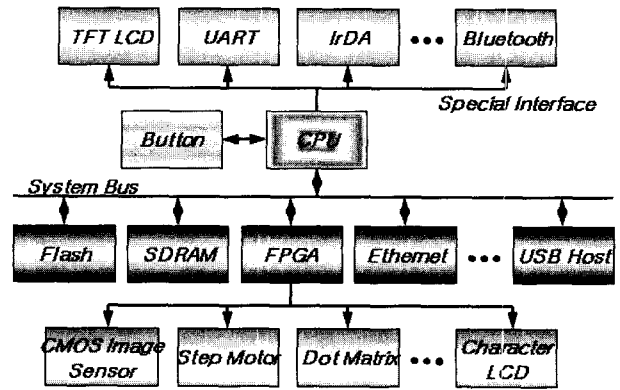 TFT LCD UART IrDA Bluetooth
Special Interface
Button CPU
System Bus
Flash SDRAM FPGA Ethernet USB Host
CMOS Image Step Motor Dot Matrix Character
Sensor LCD